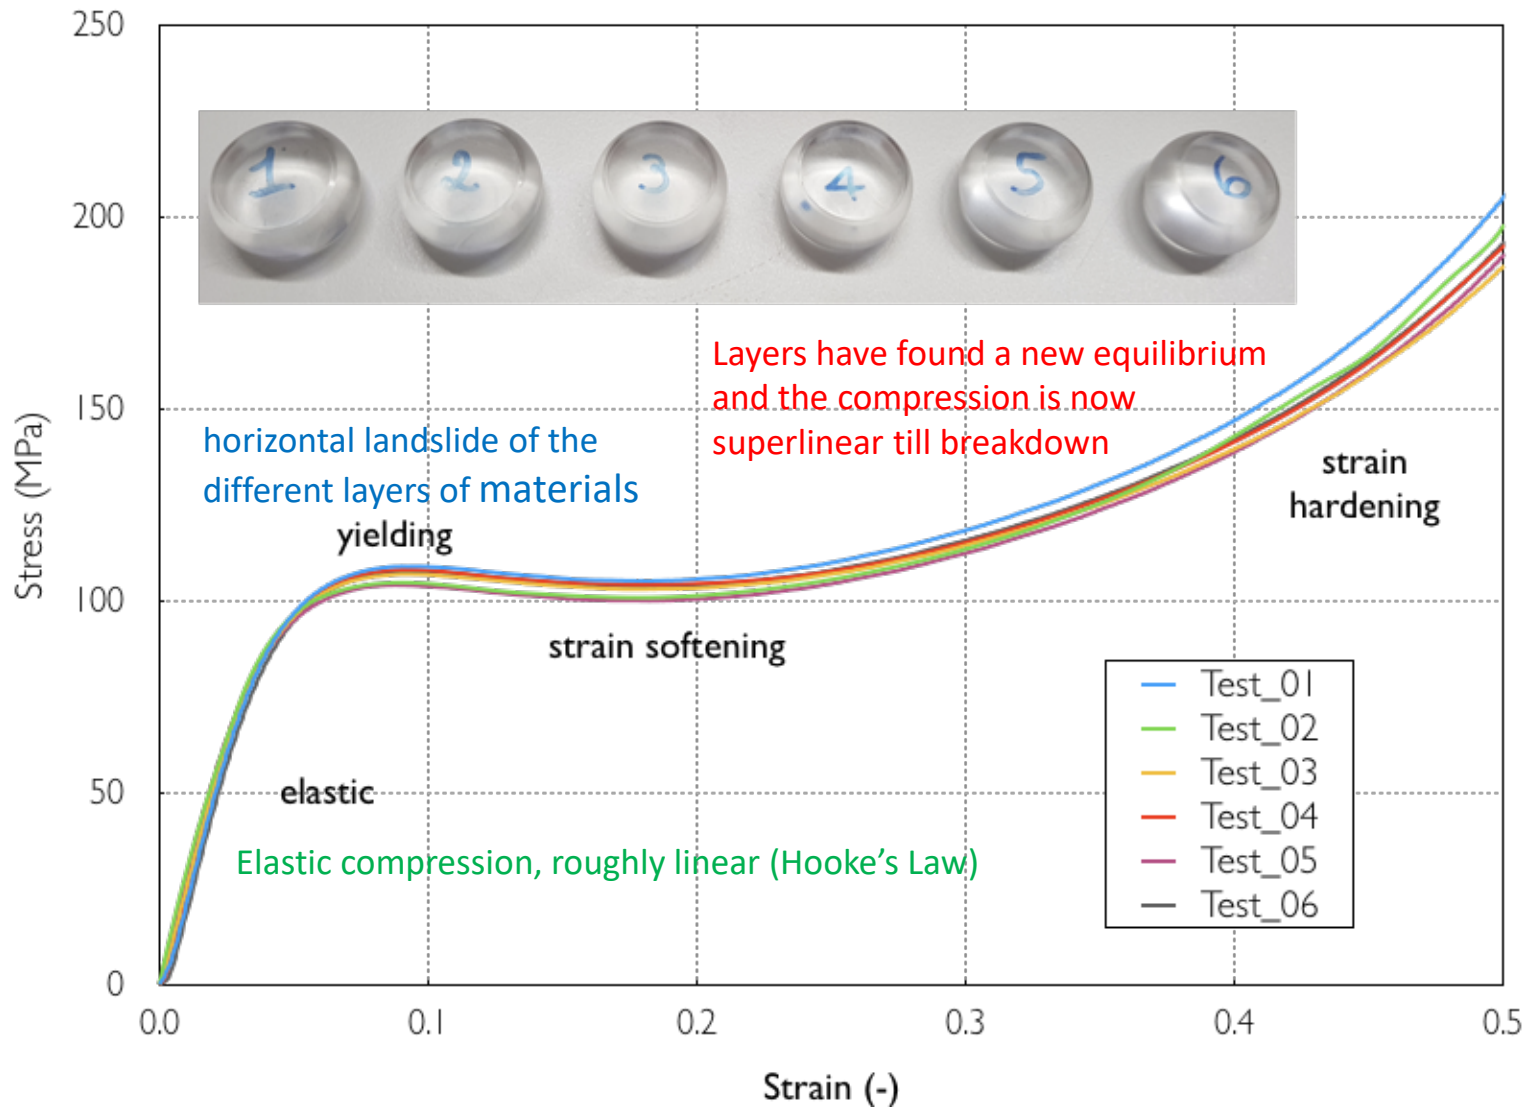 250
200
150
100
50
0
Stress (MPa)
1 2 3 4 5 6
Layers have found a new equilibrium
and the compression is now
superlinear till breakdown
horizontal landslide of the
different layers of materials
yielding
strain
hardening
strain softening
elastic
Elastic compression, roughly linear (Hooke’s Law)
Test_01
Test_02
Test_03
Test_04
Test_05
Test_06
0.0 0.1 0.2 0.3 0.4 0.5
Strain (-)